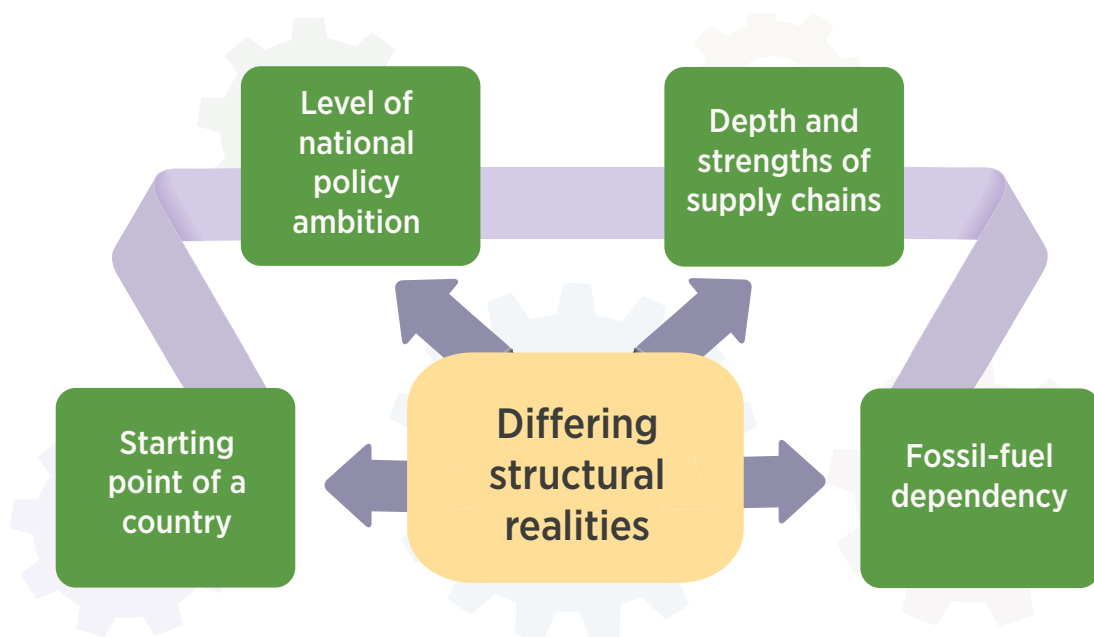 Level of
national
policy
ambition
Depth and
strengths of
supply chains
Starting
point of a
country
Differing
structural
realities
Fossil-fuel
dependency